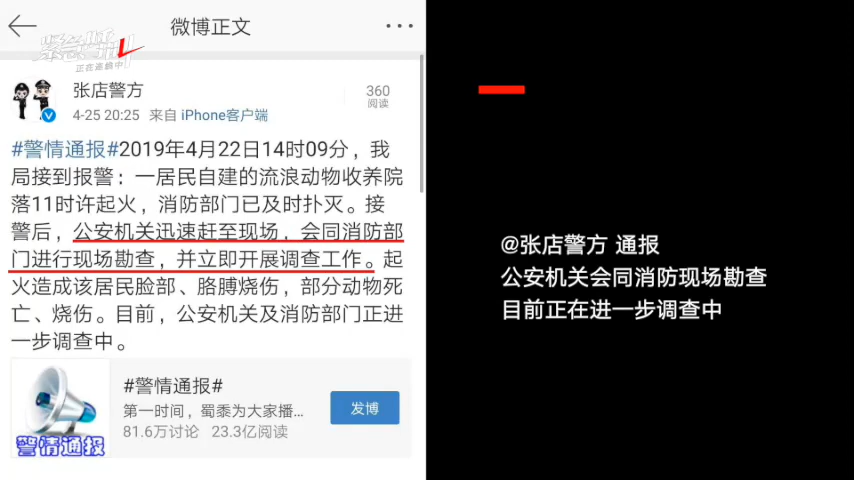 微博正文
紧急呼叫
正在连线中
张店警方
4-25 20:25 来自 iPhone客户端
360
阅读
#警情通报#2019年4月22日14时09分，我
局接到报警：一居民自建的流浪动物收养院
落11时许起火，消防部门已及时扑灭。接
警后，公安机关迅速赶至现场，会同消防部
门进行现场勘查，并立即开展调查工作。起
火造成该居民脸部、胳膊烧伤，部分动物死
亡、烧伤。目前，公安机关及消防部门正进
一步调查中。
警情通报
#警情通报#
第一时间，蜀黍为大家播...
81.6万讨论 23.3亿阅读
发博
@张店警方 通报
公安机关会同消防现场勘查
目前正在进一步调查中